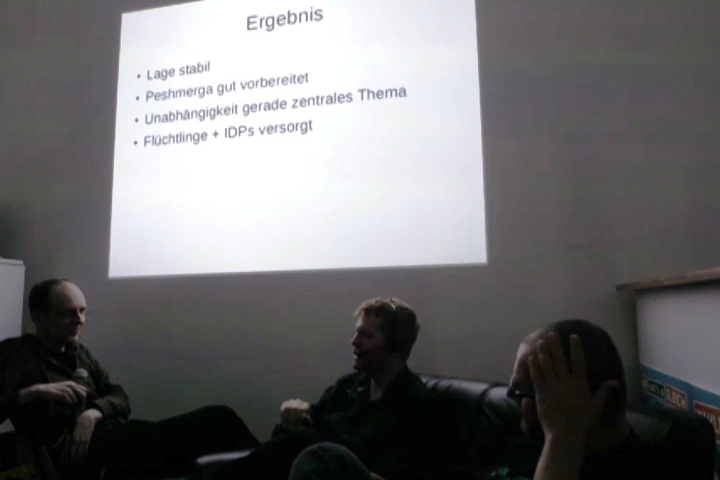 Ergebnis
• Lage stabil
• Peshmerga gut vorbereitet
• Unabhängigkeit gerade zentrales Thema
• Flüchtlinge + IDPs versorgt